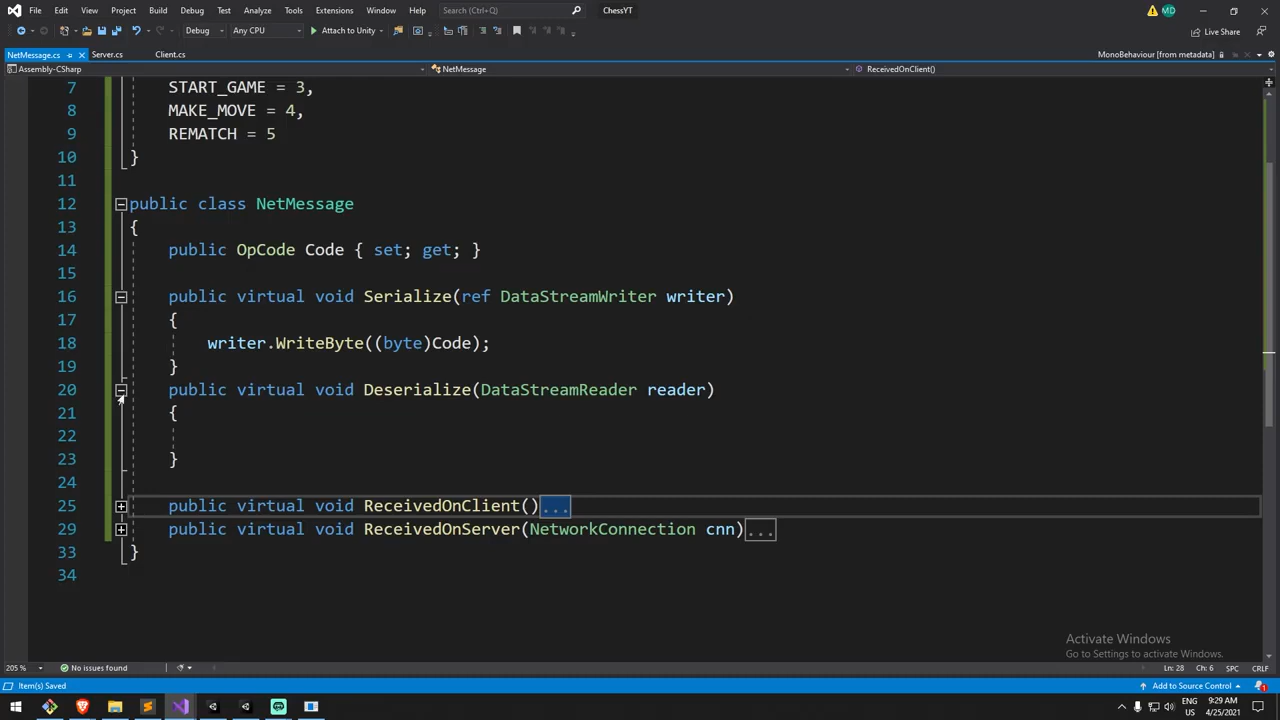 File Edit View Git Project Build Debug Test Analyze Tools Extensions Window Help Search (Ctrl+Q) ChessYT MD
Debug Any CPU Attach to Unity Live Share
NetMessage.cs Server.cs Client.cs MonoBehaviour [from metadata]
Assembly-CSharp NetMessage ReceivedOnClient()
7 START_GAME = 3,
8 MAKE_MOVE = 4,
9 REMATCH = 5
10 }
11
12 public class NetMessage
13 {
14 public OpCode Code { set; get; }
15
16 public virtual void Serialize(ref DataStreamWriter writer)
17 {
18 writer.WriteByte((byte)Code);
19 }
20 public virtual void Deserialize(DataStreamReader reader)
21 {
22
23 }
24
25 public virtual void ReceivedOnClient()...
29 public virtual void ReceivedOnServer(NetworkConnection cnn)...
33 }
34
Activate Windows
Go to Settings to activate Windows.
205 % No issues found Ln: 28 Ch: 6 SPC CRLF
Item(s) Saved Add to Source Control 1
ENG 9:29 AM
US 4/25/2021